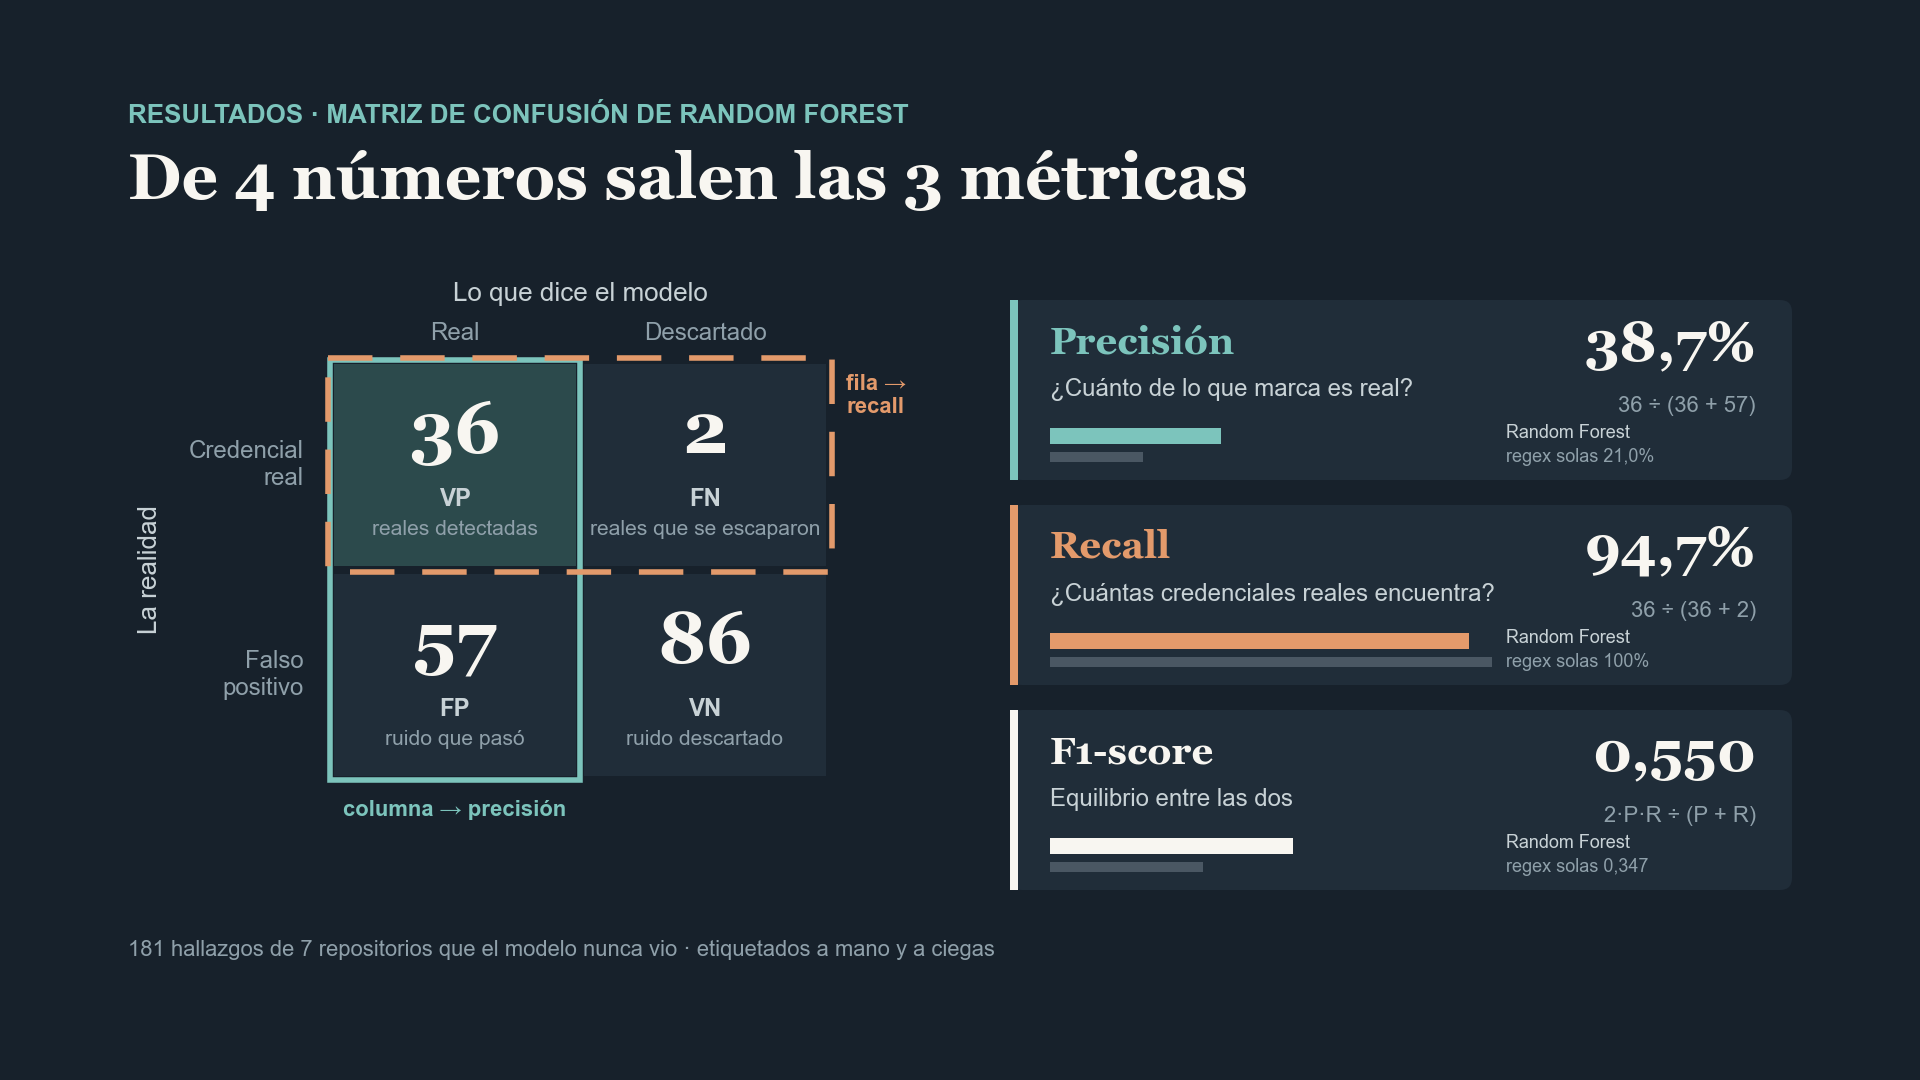 RESULTADOS · MATRIZ DE CONFUSIÓN DE RANDOM FOREST
De 4 números salen las 3 métricas
Lo que dice el modelo
Real
Descartado
La realidad
Credencial
real
36
VP
reales detectadas
2
FN
reales que se escaparon
fila →
recall
Falso
positivo
57
FP
ruido que pasó
86
VN
ruido descartado
columna → precisión
Precisión
38,7%
¿Cuánto de lo que marca es real?
36 ÷ (36 + 57)
Random Forest
regex solas 21,0%
Recall
94,7%
¿Cuántas credenciales reales encuentra?
36 ÷ (36 + 2)
Random Forest
regex solas 100%
F1-score
0,550
Equilibrio entre las dos
2·P·R ÷ (P + R)
Random Forest
regex solas 0,347
181 hallazgos de 7 repositorios que el modelo nunca vio · etiquetados a mano y a ciegas